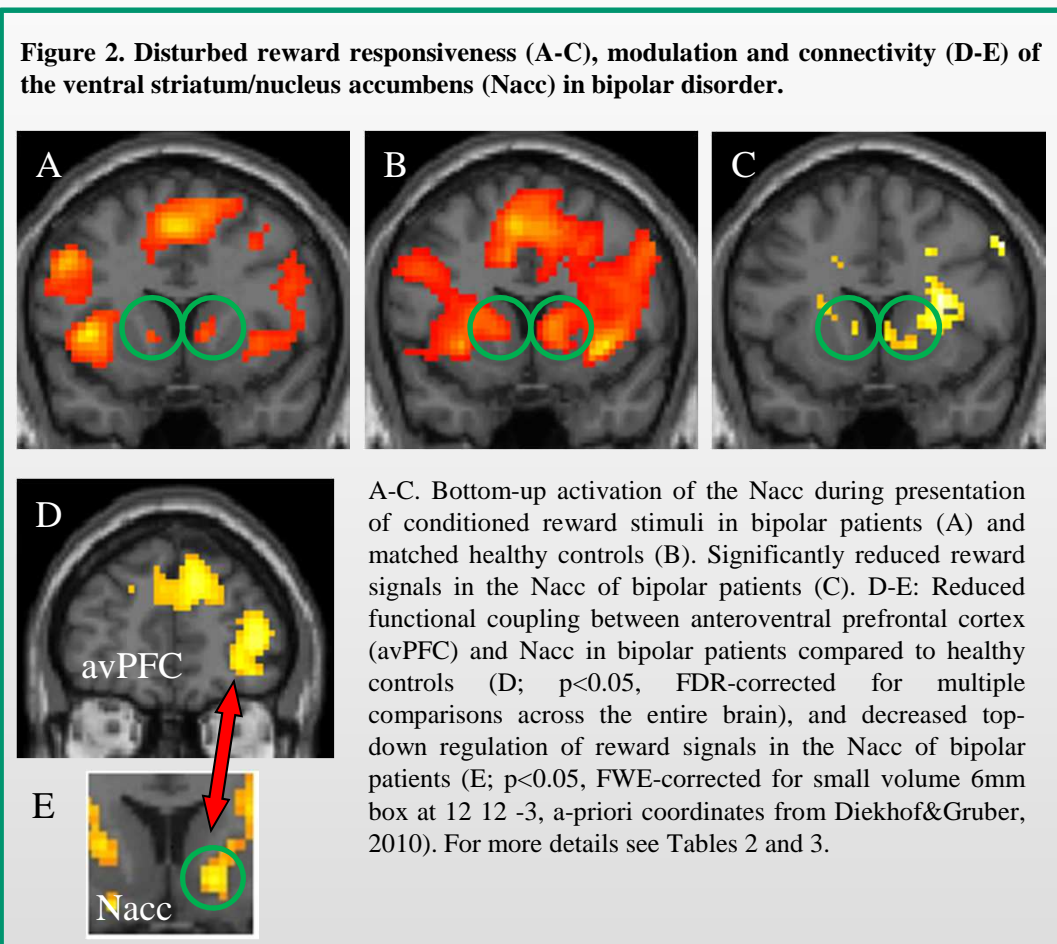 Figure 2. Disturbed reward responsiveness (A-C), modulation and connectivity (D-E) of
the ventral striatum/nucleus accumbens (Nacc) in bipolar disorder.
A
B
C
D
avPFC
E
Nacc
A-C. Bottom-up activation of the Nacc during presentation
of conditioned reward stimuli in bipolar patients (A) and
matched healthy controls (B). Significantly reduced reward
signals in the Nacc of bipolar patients (C). D-E: Reduced
functional coupling between anteroventral prefrontal cortex
(avPFC) and Nacc in bipolar patients compared to healthy
controls (D; p<0.05, FDR-corrected for multiple
comparisons across the entire brain), and decreased top-
down regulation of reward signals in the Nacc of bipolar
patients (E; p<0.05, FWE-corrected for small volume 6mm
box at 12 12 -3, a-priori coordinates from Diekhof&Gruber,
2010). For more details see Tables 2 and 3.